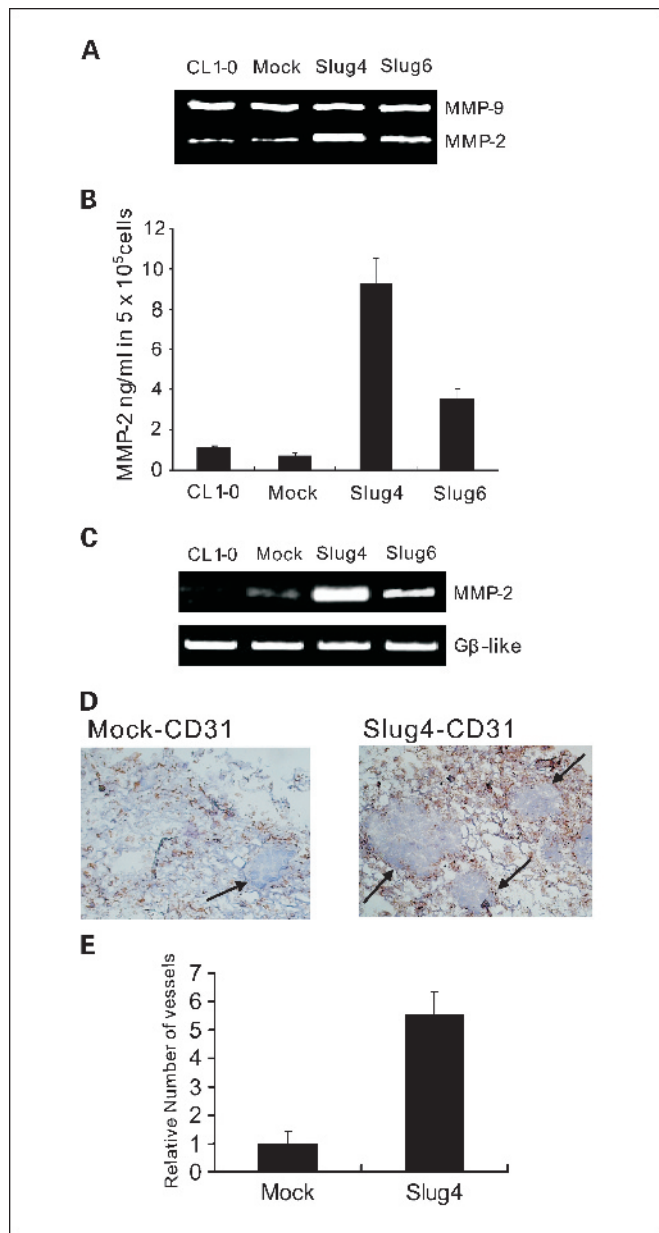 A
CL1-0 Mock Slug4 Slug6
MMP-9
MMP-2
B
MMP-2 ng/ml in 5 x 10⁵cells
12
10
8
6
4
2
0
CL1-0 Mock Slug4 Slug6
C
CL1-0 Mock Slug4 Slug6
MMP-2
Gβ-like
D
Mock-CD31 Slug4-CD31
E
Relative Number of vessels
7
6
5
4
3
2
1
0
Mock Slug4